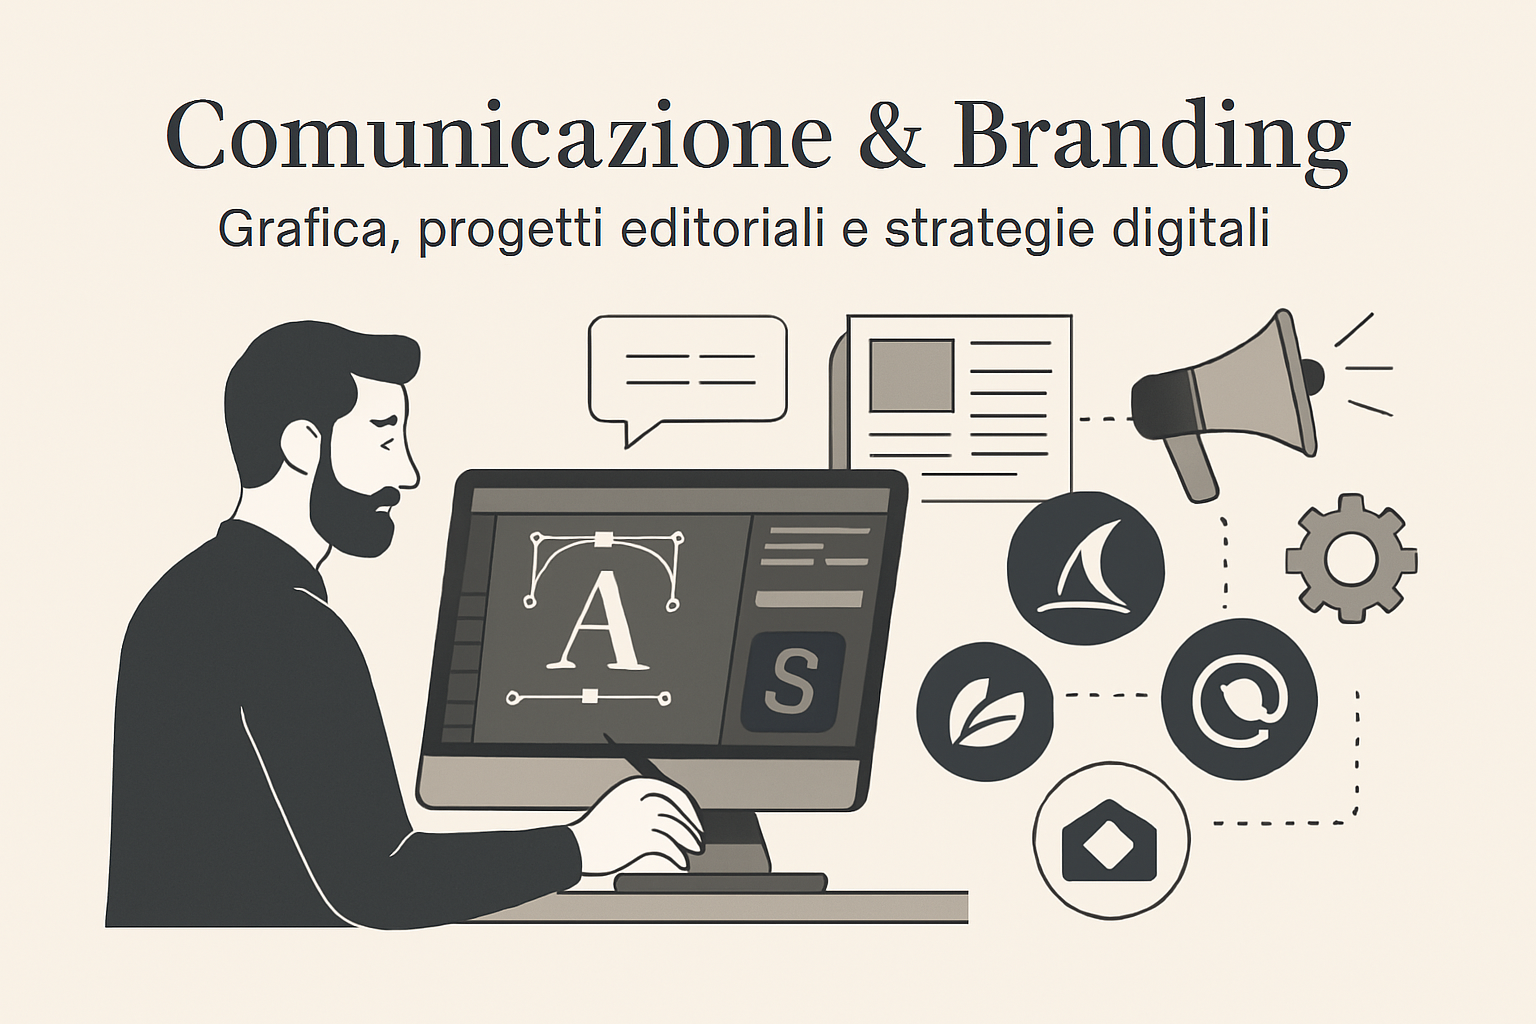 Comunicazione & Branding
Grafica, progetti editoriali e strategie digitali
A
S